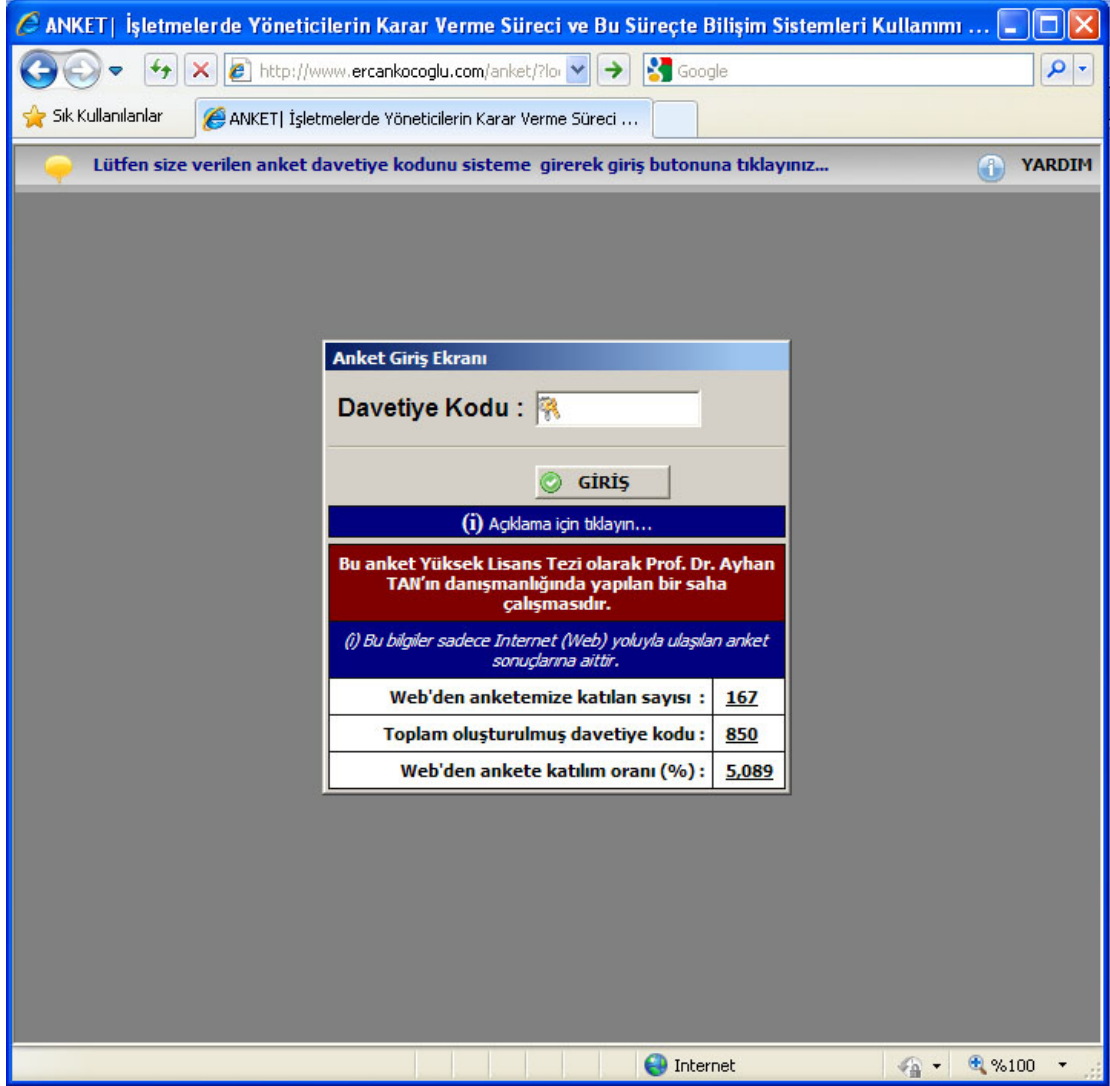 ANKET| İşletmelerde Yöneticilerin Karar Verme Süreci ve Bu Süreçte Bilişim Sistemleri Kullanımı ...
http://www.ercankocoglu.com/anket/?loı Google
Sık Kullanılanlar ANKET| İşletmelerde Yöneticilerin Karar Verme Süreci ...
Lütfen size verilen anket davetiye kodunu sisteme girerek giriş butonuna tıklayınız... YARDIM
Anket Giriş Ekranı
Davetiye Kodu :
GİRİŞ
(i) Açıklama için tıklayın...
Bu anket Yüksek Lisans Tezi olarak Prof. Dr. Ayhan
TAN'ın danışmanlığında yapılan bir saha
çalışmasıdır.
(i) Bu bilgiler sadece Internet (Web) yoluyla ulaşılan anket
sonuçlarına aittir.
Web'den anketemize katılan sayısı : 167
Toplam oluşturulmuş davetiye kodu : 850
Web'den ankete katılım oranı (%) : 5,089
Internet %100